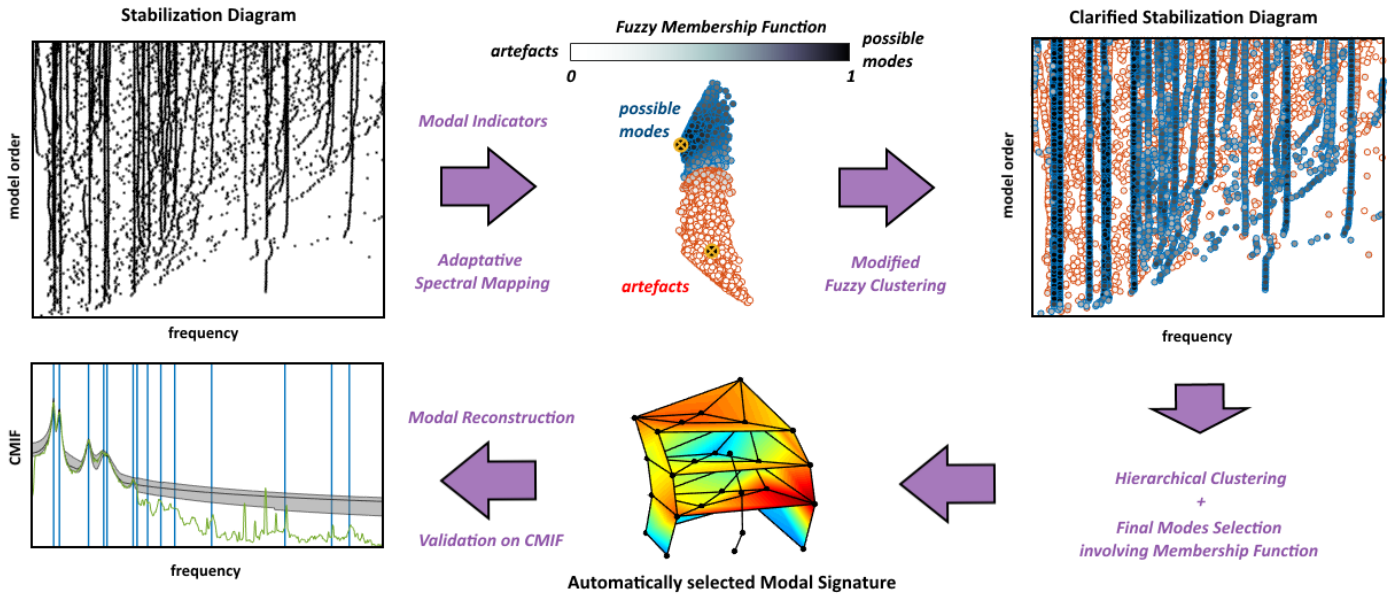 Stabilization Diagram
model order
frequency
Modal Indicators
Adaptative
Spectral Mapping
Fuzzy Membership Function
artefacts
possible
modes
0
1
possible
modes
artefacts
Modified
Fuzzy Clustering
Clarified Stabilization Diagram
model order
frequency
Hierarchical Clustering
+
Final Modes Selection
involving Membership Function
Automatically selected Modal Signature
Modal Reconstruction
Validation on CMIF
CMIF
frequency